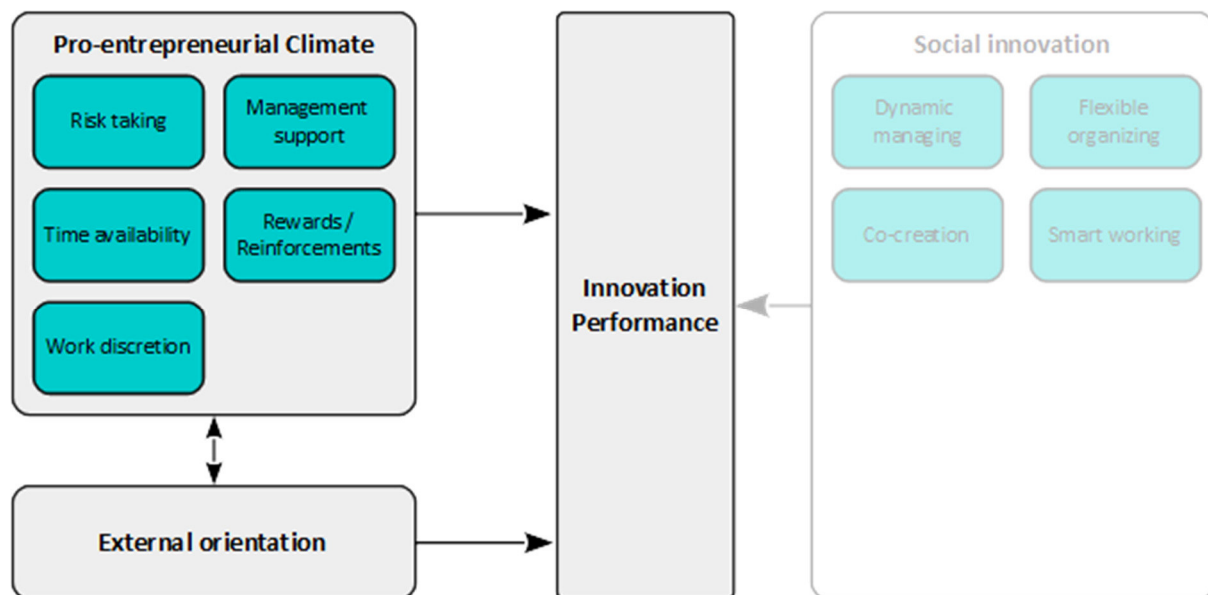 Pro-entrepreneurial Climate
Risk taking
Management
support
Time availability
Rewards /
Reinforcements
Work discretion
External orientation
Innovation
Performance
Social innovation
Dynamic
managing
Flexible
organizing
Co-creation
Smart working